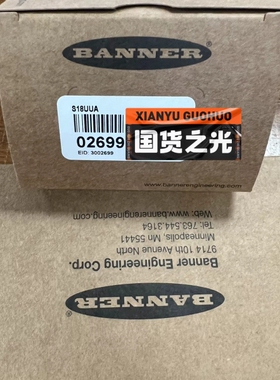 BANNER
S18UUA
02699
EID: 3002699
XIANYU GUOHUO
国货之光
www.bannerengineering.com
Banner Engineering Corp.
9714 10th Avenue North
Minneapolis, Mn 55441
Tel: 763.544.3164
Web: www.bannerengineering
BANNER